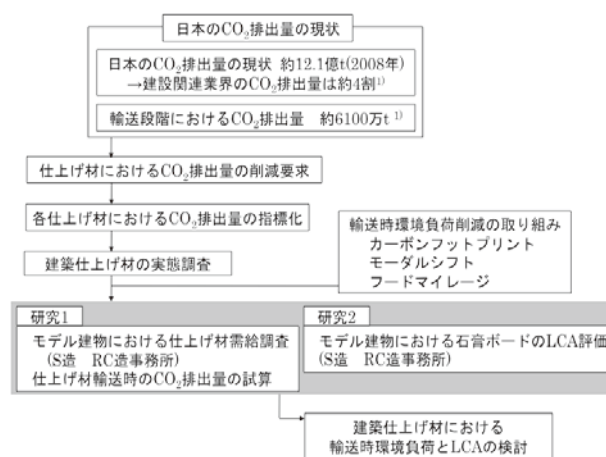 日本のCO₂排出量の現状
日本のCO₂排出量の現状 約12.1億t(2008年)
→建設関連業界のCO₂排出量は約4割¹⁾
輸送段階におけるCO₂排出量 約6100万t ¹⁾
仕上げ材におけるCO₂排出量の削減要求
各仕上げ材におけるCO₂排出量の指標化
建築仕上げ材の実態調査
輸送時環境負荷削減の取り組み
カーボンフットプリント
モーダルシフト
フードマイレージ
研究1
モデル建物における仕上げ材需給調査
(S造 RC造事務所)
仕上げ材輸送時のCO₂排出量の試算
研究2
モデル建物における石膏ボードのLCA評価
(S造 RC造事務所)
建築仕上げ材における
輸送時環境負荷とLCAの検討